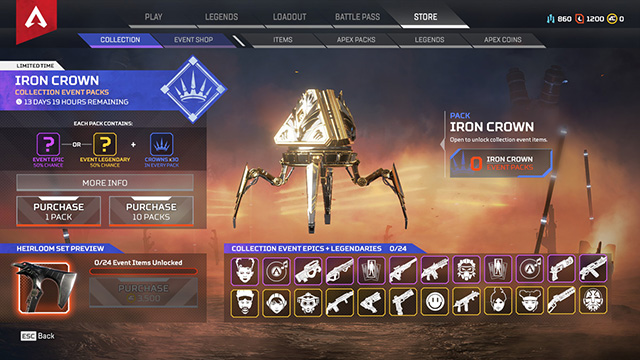 PLAY
LEGENDS
LOADOUT
BATTLE PASS
STORE
860
1200
0
COLLECTION
EVENT SHOP
ITEMS
APEX PACKS
LEGENDS
APEX COINS
LIMITED TIME
IRON CROWN
COLLECTION EVENT PACKS
13 DAYS 19 HOURS REMAINING
EACH PACK CONTAINS:
?
OR
?
+
EVENT EPIC
50% CHANCE
EVENT LEGENDARY
50% CHANCE
CROWNS x30
IN EVERY PACK
MORE INFO
PURCHASE
1 PACK
PURCHASE
10 PACKS
PACK
IRON CROWN
Open to unlock collection event items.
0
IRON CROWN
EVENT PACKS
HEIRLOOM SET PREVIEW
0/24 Event Items Unlocked
PURCHASE
3,500
COLLECTION EVENT EPICS + LEGENDARIES
0/24
ESC Back